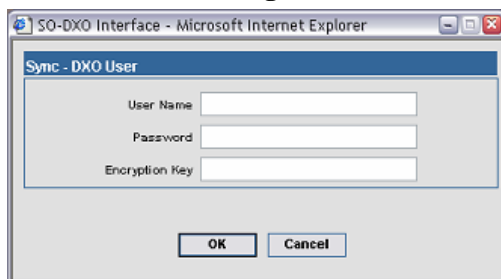 SO-DXO Interface - Microsoft Internet Explorer
Sync - DXO User
User Name
Password
Encryption Key
OK Cancel